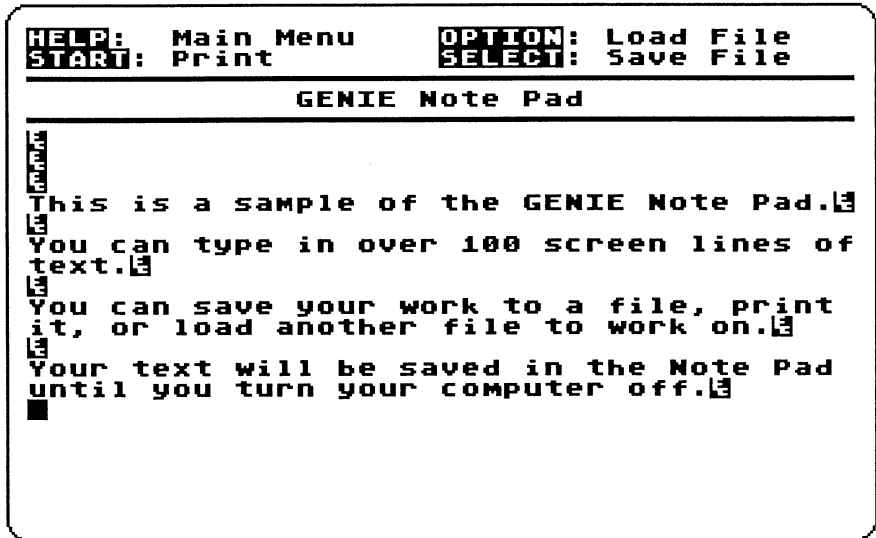 HELP: Main Menu OPTION: Load File
START: Print SELECT: Save File
GENIE Note Pad
This is a sample of the GENIE Note Pad.
You can type in over 100 screen lines of
text.
You can save your work to a file, print
it, or load another file to work on.
Your text will be saved in the Note Pad
until you turn your computer off.